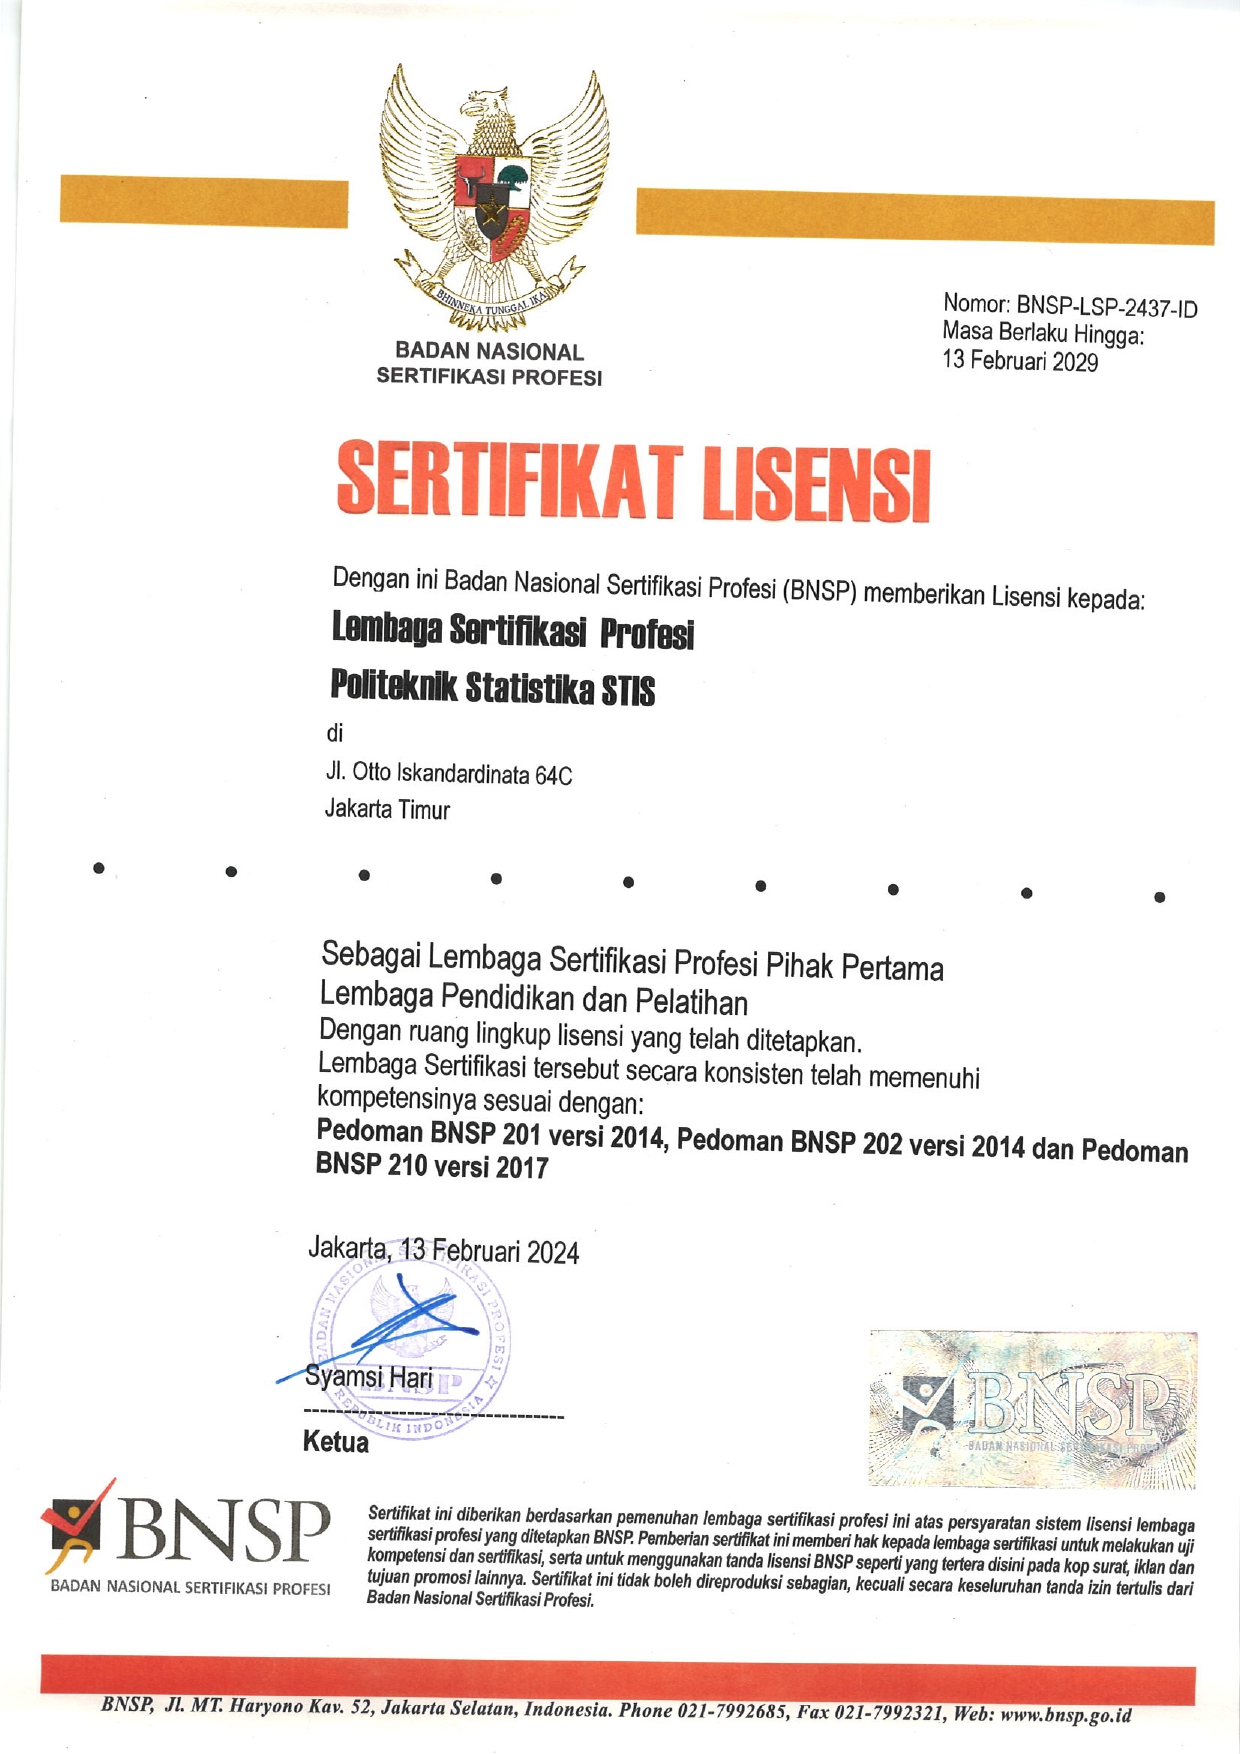 BHINNEKA TUNGGAL IKA
BADAN NASIONAL
SERTIFIKASI PROFESI
Nomor: BNSP-LSP-2437-ID
Masa Berlaku Hingga:
13 Februari 2029
SERTIFIKAT LISENSI
Dengan ini Badan Nasional Sertifikasi Profesi (BNSP) memberikan Lisensi kepada:
Lembaga Sertifikasi Profesi
Politeknik Statistika STIS
di
Jl. Otto Iskandardinata 64C
Jakarta Timur
Sebagai Lembaga Sertifikasi Profesi Pihak Pertama
Lembaga Pendidikan dan Pelatihan
Dengan ruang lingkup lisensi yang telah ditetapkan.
Lembaga Sertifikasi tersebut secara konsisten telah memenuhi
kompetensinya sesuai dengan:
Pedoman BNSP 201 versi 2014, Pedoman BNSP 202 versi 2014 dan Pedoman
BNSP 210 versi 2017
Jakarta, 13 Februari 2024
BADAN NASIONAL SERTIFIKASI PROFESI
BNSP
REPUBLIK INDONESIA
Syamsi Hari
Ketua
BNSP
BADAN NASIONAL SERTIFIKASI PROFESI
BNSP
BADAN NASIONAL SERTIFIKASI PROFESI
Sertifikat ini diberikan berdasarkan pemenuhan lembaga sertifikasi profesi ini atas persyaratan sistem lisensi lembaga
sertifikasi profesi yang ditetapkan BNSP. Pemberian sertifikat ini memberi hak kepada lembaga sertifikasi untuk melakukan uji
kompetensi dan sertifikasi, serta untuk menggunakan tanda lisensi BNSP seperti yang tertera disini pada kop surat, iklan dan
tujuan promosi lainnya. Sertifikat ini tidak boleh direproduksi sebagian, kecuali secara keseluruhan tanda izin tertulis dari
Badan Nasional Sertifikasi Profesi.
BNSP, Jl. MT. Haryono Kav. 52, Jakarta Selatan, Indonesia. Phone 021-7992685, Fax 021-7992321, Web: www.bnsp.go.id